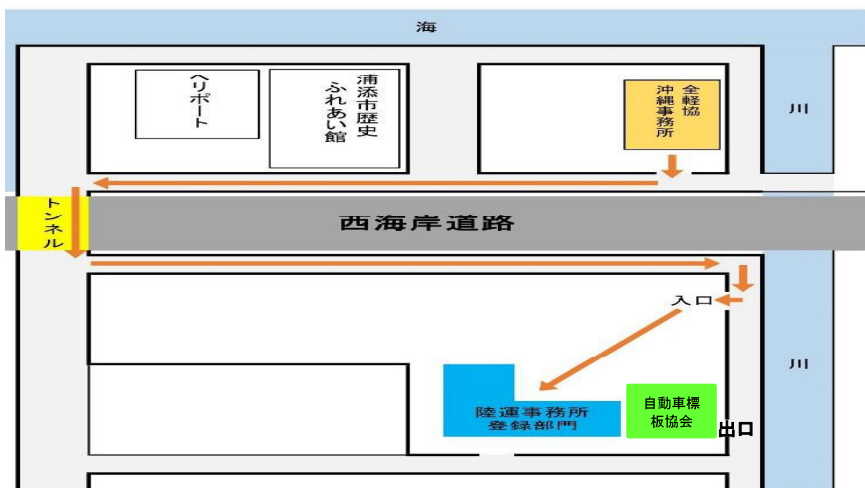 海
ヘリポート
浦添市歴史
ふれあい館
全軽協
沖縄事務所
川
トンネル
西海岸道路
入口
川
陸運事務所
登録部門
自動車標
板協会
出口